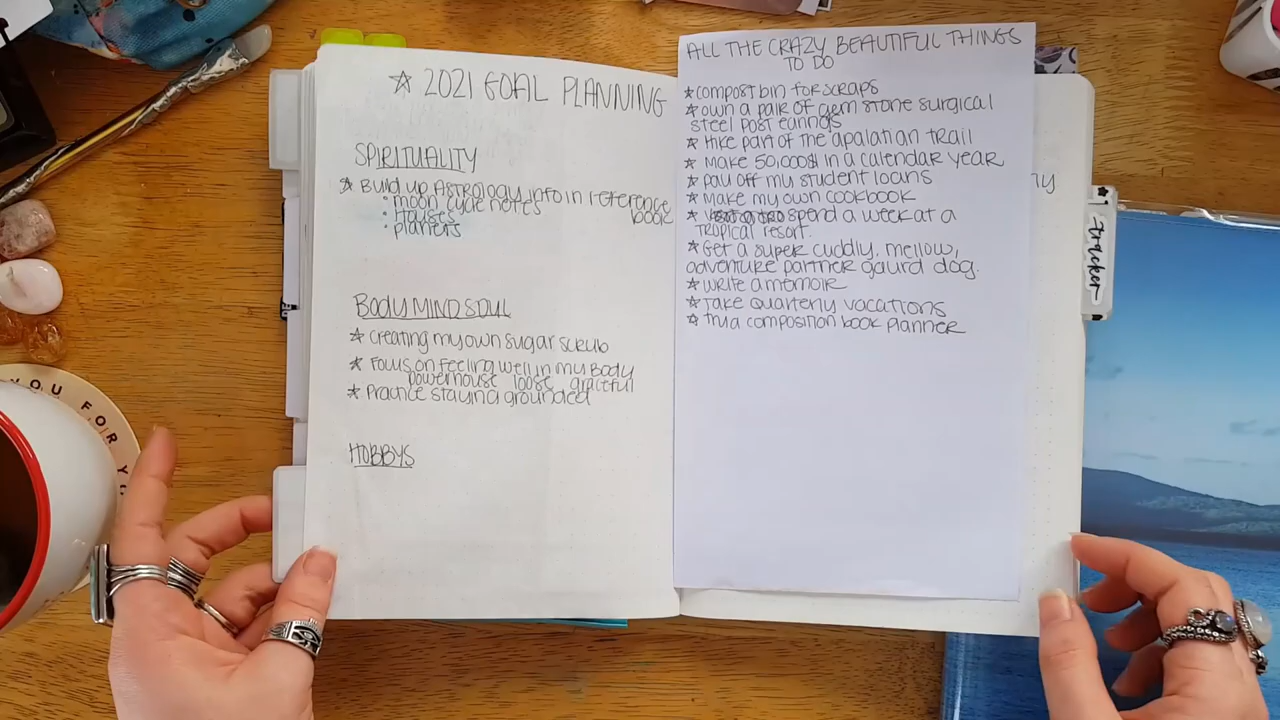 ☆ 2021 GOAL PLANNING
SPIRITUALITY
☆ Build up Astrology info in reference
book
• moon cycle notes
• Houses
• planets
BODY MIND SOUL
☆ Creating my own sugar scrub
☆ Focus on feeling well in my Body
powerhouse loose graceful
☆ Practice staying grounded
HOBBYS
ALL THE CRAZY BEAUTIFUL THINGS
TO DO
☆ compost bin for scraps
☆ own a pair of gem stone surgical
steel post earings
☆ Hike part of the apalatian trail
☆ Make 50,000$ in a calendar year
☆ pay off my student loans
☆ Make my own cookbook
☆ spend a week at a
tropical resort.
☆ Get a super cuddly, mellow,
adventure partner gaurd dog.
☆ write a memoir
☆ Take Quarterly vacations
☆ Try a composition book planner
ny
tracker
YOU FOR Y